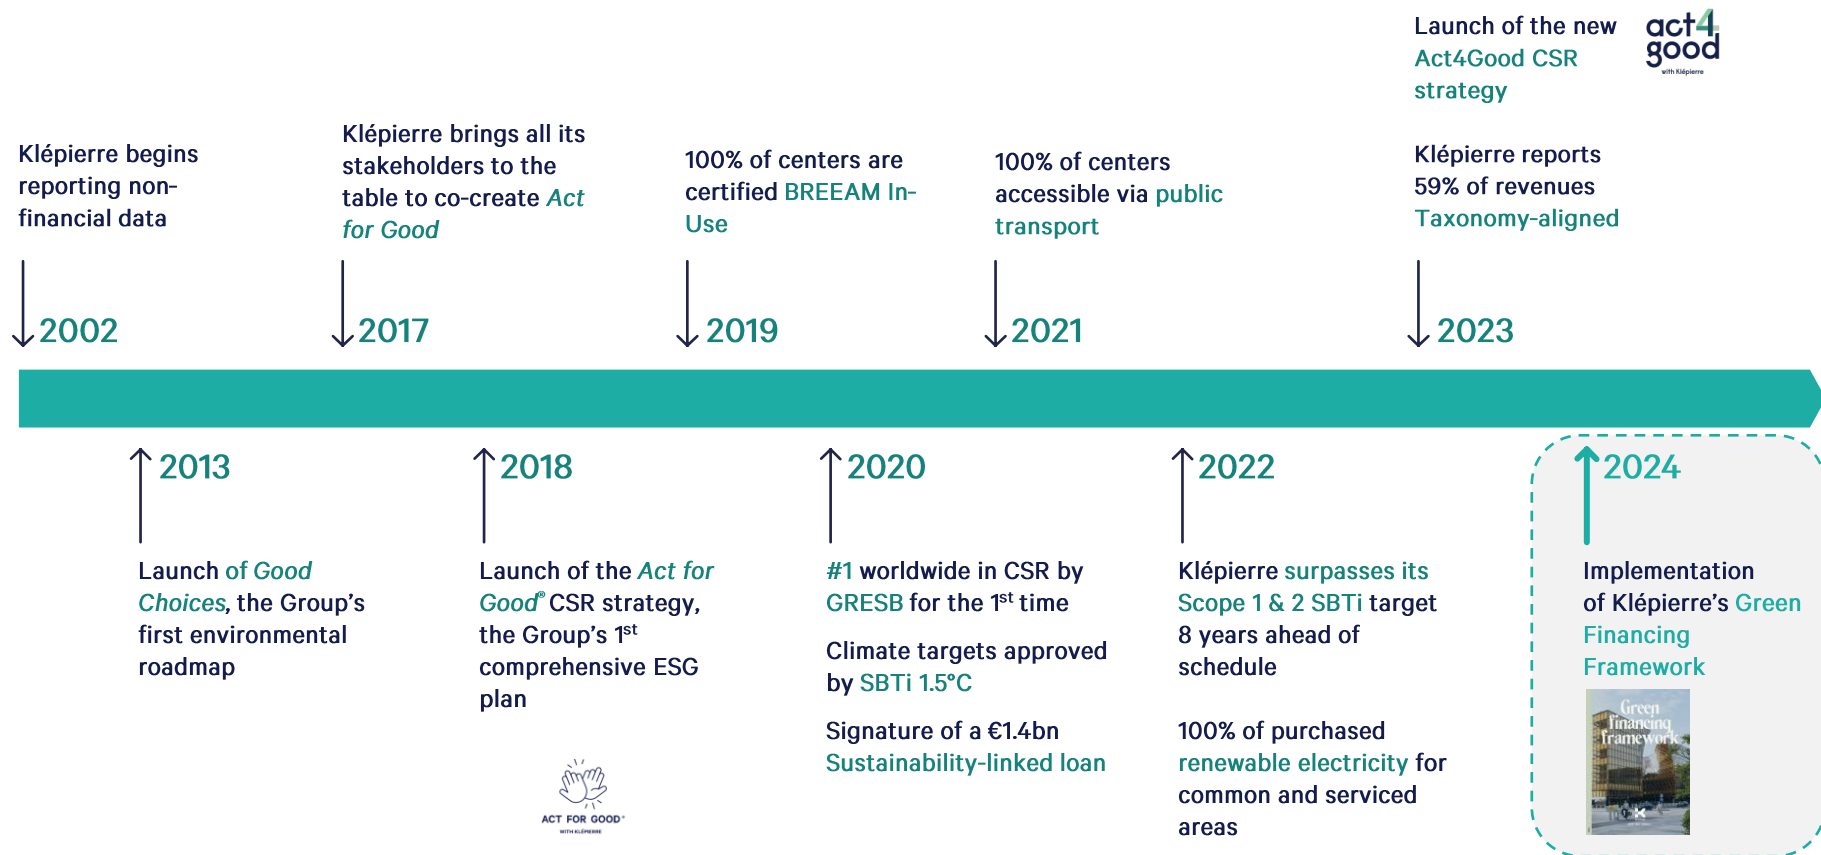 Launch of the new
Act4Good CSR
strategy
act4
good
with Klépierre
Klépierre begins
reporting non-
financial data
Klépierre brings all its
stakeholders to the
table to co-create Act
for Good
100% of centers are
certified BREEAM In-
Use
100% of centers
accessible via public
transport
Klépierre reports
59% of revenues
Taxonomy-aligned
2002
2017
2019
2021
2023
2013
2018
2020
2022
2024
Launch of Good
Choices, the Group’s
first environmental
roadmap
Launch of the Act for
Good® CSR strategy,
the Group’s 1st
comprehensive ESG
plan
ACT FOR GOOD®
WITH KLÉPIERRE
#1 worldwide in CSR by
GRESB for the 1st time
Climate targets approved
by SBTi 1.5°C
Signature of a €1.4bn
Sustainability-linked loan
Klépierre surpasses its
Scope 1 & 2 SBTi target
8 years ahead of
schedule
100% of purchased
renewable electricity for
common and serviced
areas
Implementation
of Klépierre’s Green
Financing
Framework
Green
financing
framework